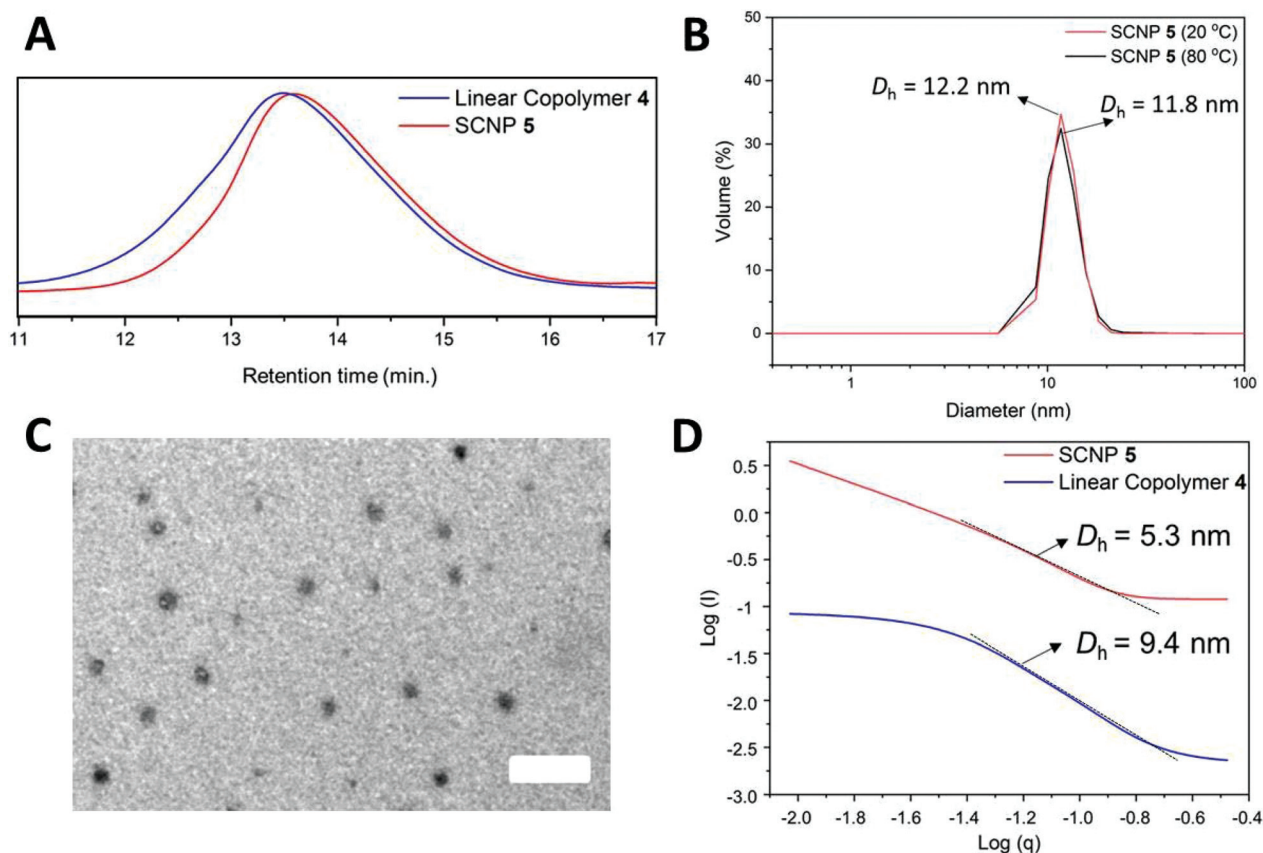 A
Linear Copolymer 4
SCNP 5
11 12 13 14 15 16 17
Retention time (min.)
B
50
40
30
20
10
0
Volume (%)
SCNP 5 (20 °C)
SCNP 5 (80 °C)
Dh = 12.2 nm
Dh = 11.8 nm
1 10 100
Diameter (nm)
C
D
0.5
0.0
-0.5
-1
-1.5
-2.0
-2.5
-3.0
Log (I)
SCNP 5
Linear Copolymer 4
Dh = 5.3 nm
Dh = 9.4 nm
-2.0 -1.8 -1.6 -1.4 -1.2 -1.0 -0.8 -0.6 -0.4
Log (q)